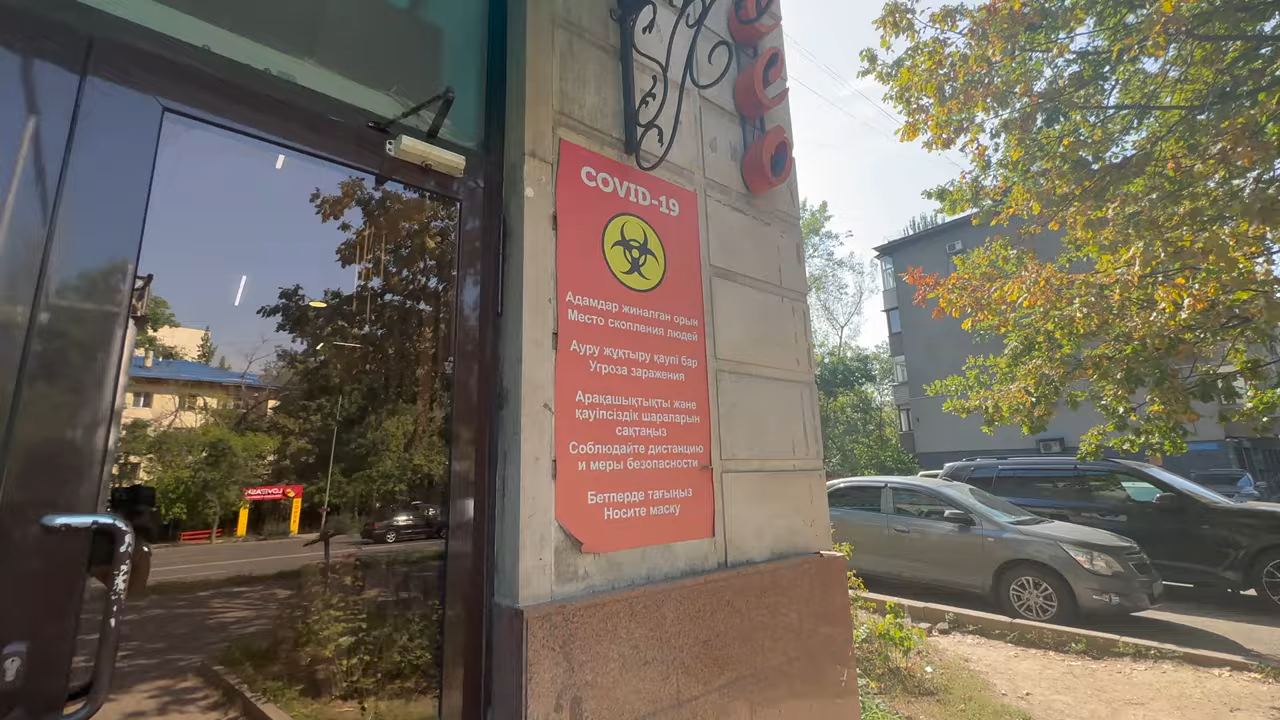 COVID-19
Адамдар жиналған орын
Место скопления людей
Ауру жұқтыру қаупі бар
Угроза заражения
Арақашықтықты және
қауіпсіздік шараларын
сақтаңыз
Соблюдайте дистанцию
и меры безопасности
Бетперде тағыңыз
Носите маску